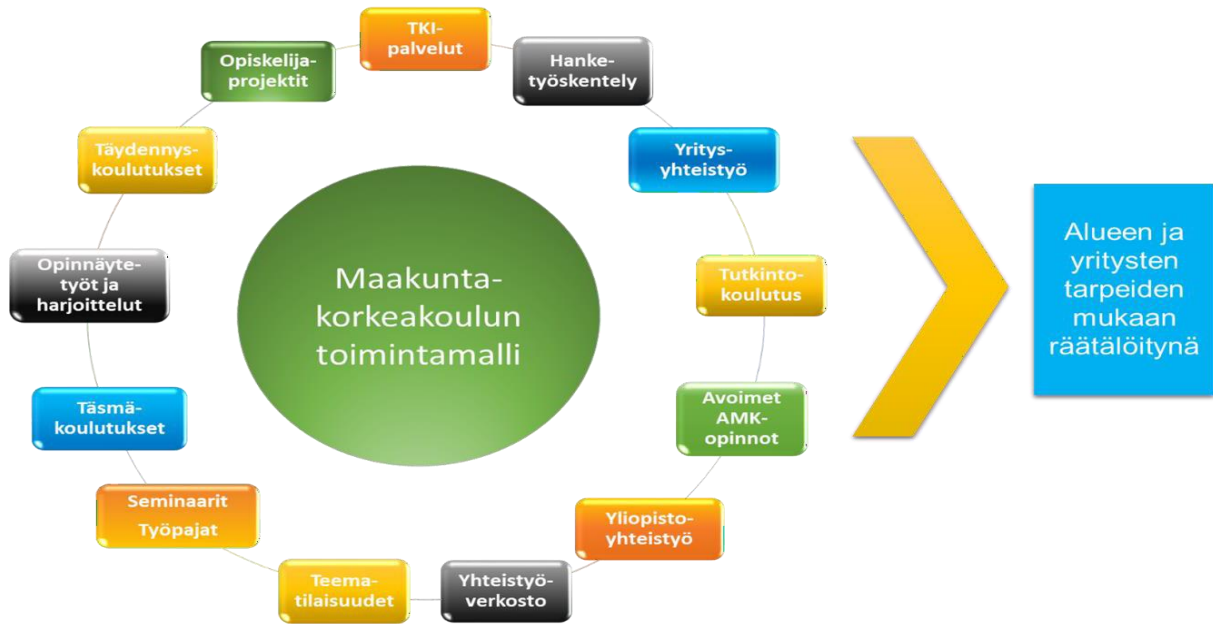 TKI-
palvelut
Hanke-
työskentely
Yritys-
yhteistyö
Tutkinto-
koulutus
Avoimet
AMK-
opinnot
Yliopisto-
yhteistyö
Yhteistyö-
verkosto
Teema-
tilaisuudet
Seminaarit
Työpajat
Täsmä-
koulutukset
Opinnäyte-
työt ja
harjoittelut
Täydennys-
koulutukset
Opiskelija-
projektit
Maakunta-
korkeakoulun
toimintamalli
Alueen ja
yritysten
tarpeiden
mukaan
räätälöitynä